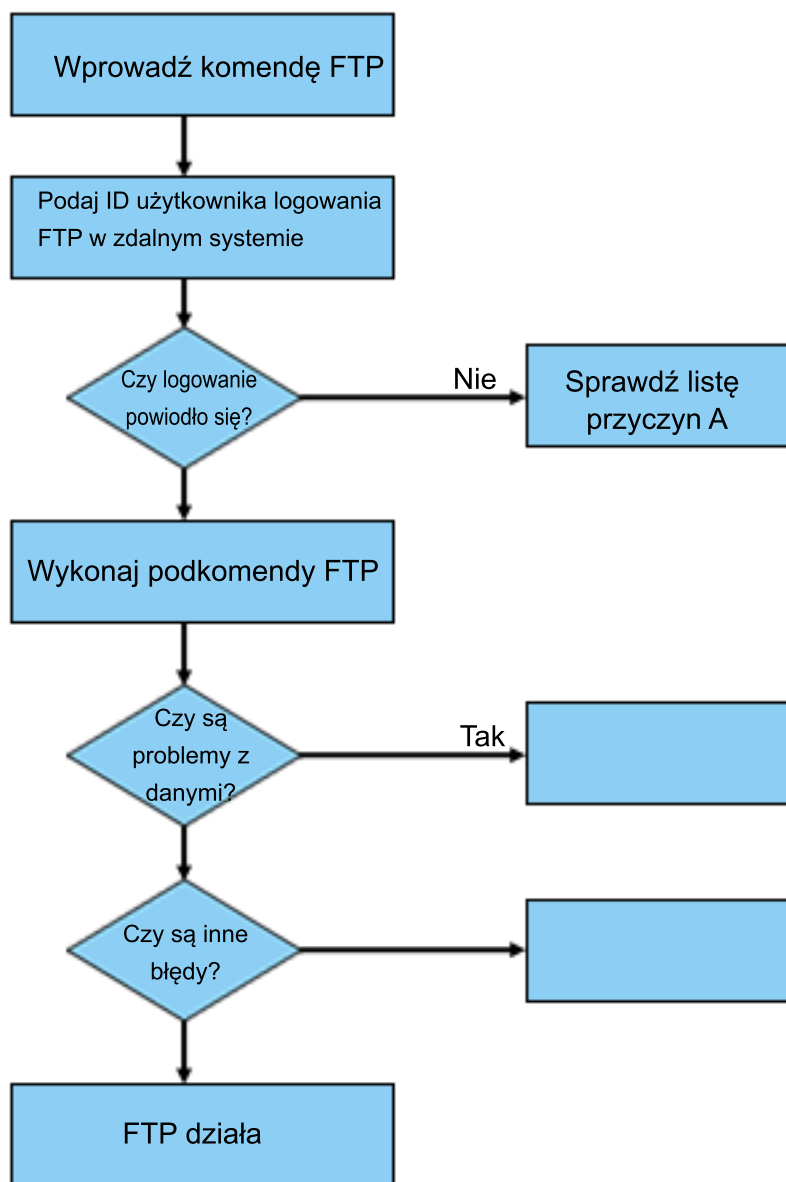 Wprowadź komendę FTP
Podaj ID użytkownika logowania
FTP w zdalnym systemie
Czy logowanie
powiodło się?
Nie
Sprawdź listę
przyczyn A
Wykonaj podkomendy FTP
Czy są
problemy z
danymi?
Tak
Czy są inne
błędy?
FTP działa